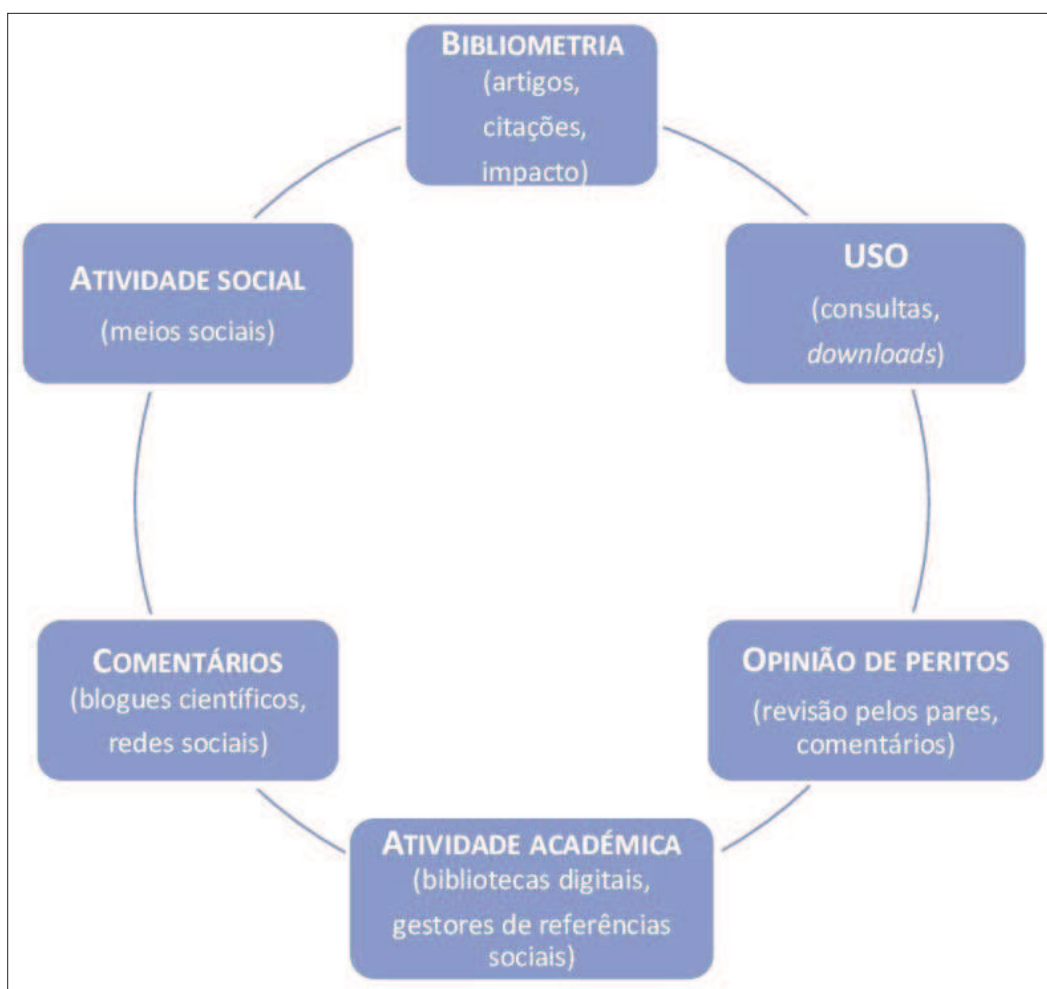 BIBLIOMETRIA
(artigos,
citações,
impacto)
USO
(consultas,
downloads)
OPINIÃO DE PERITOS
(revisão pelos pares,
comentários)
ATIVIDADE ACADÉMICA
(bibliotecas digitais,
gestores de referências
sociais)
COMENTÁRIOS
(blogues científicos,
redes sociais)
ATIVIDADE SOCIAL
(meios sociais)